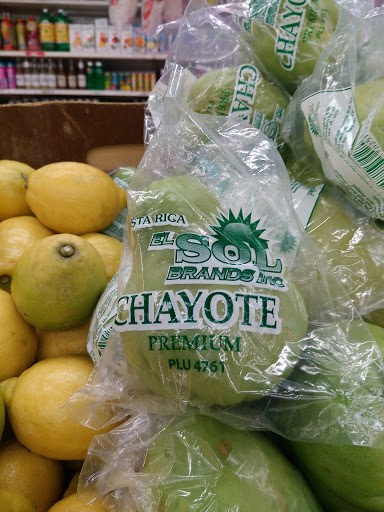 CHAYOTE
CHAYOTE
STA RICA
EL SOL
BRANDS INC
CHAYOTE
PREMIUM
PLU 4761